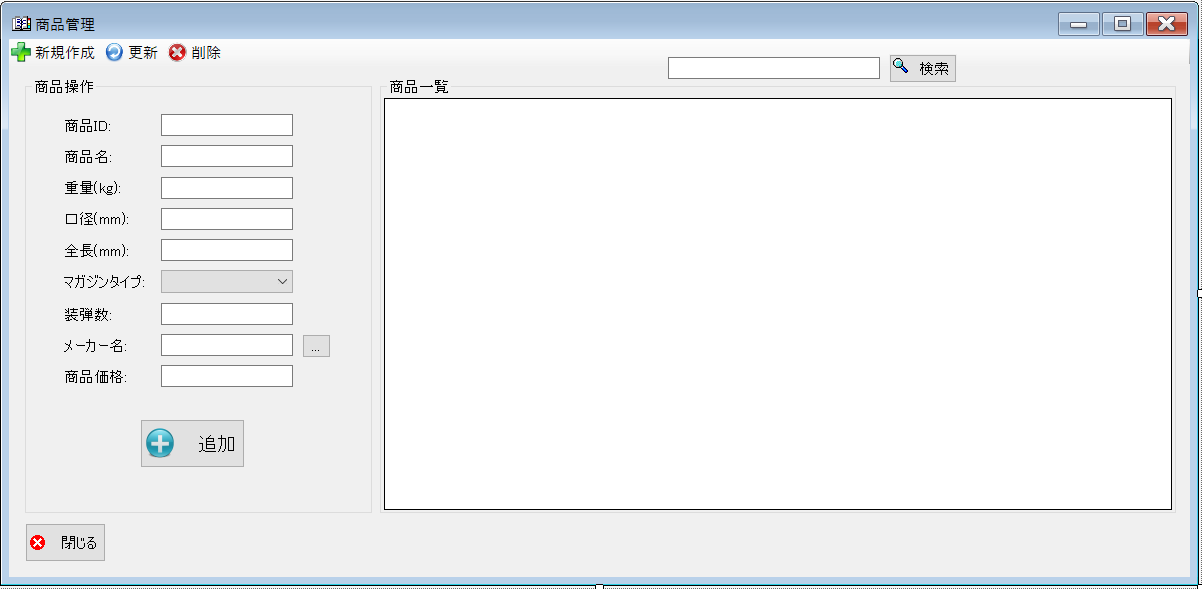 商品管理
新規作成 更新 削除
検索
商品操作
商品一覧
商品ID:
商品名:
重量(kg):
口径(mm):
全長(mm):
マガジンタイプ:
装弾数:
メーカー名:
...
商品価格:
追加
閉じる